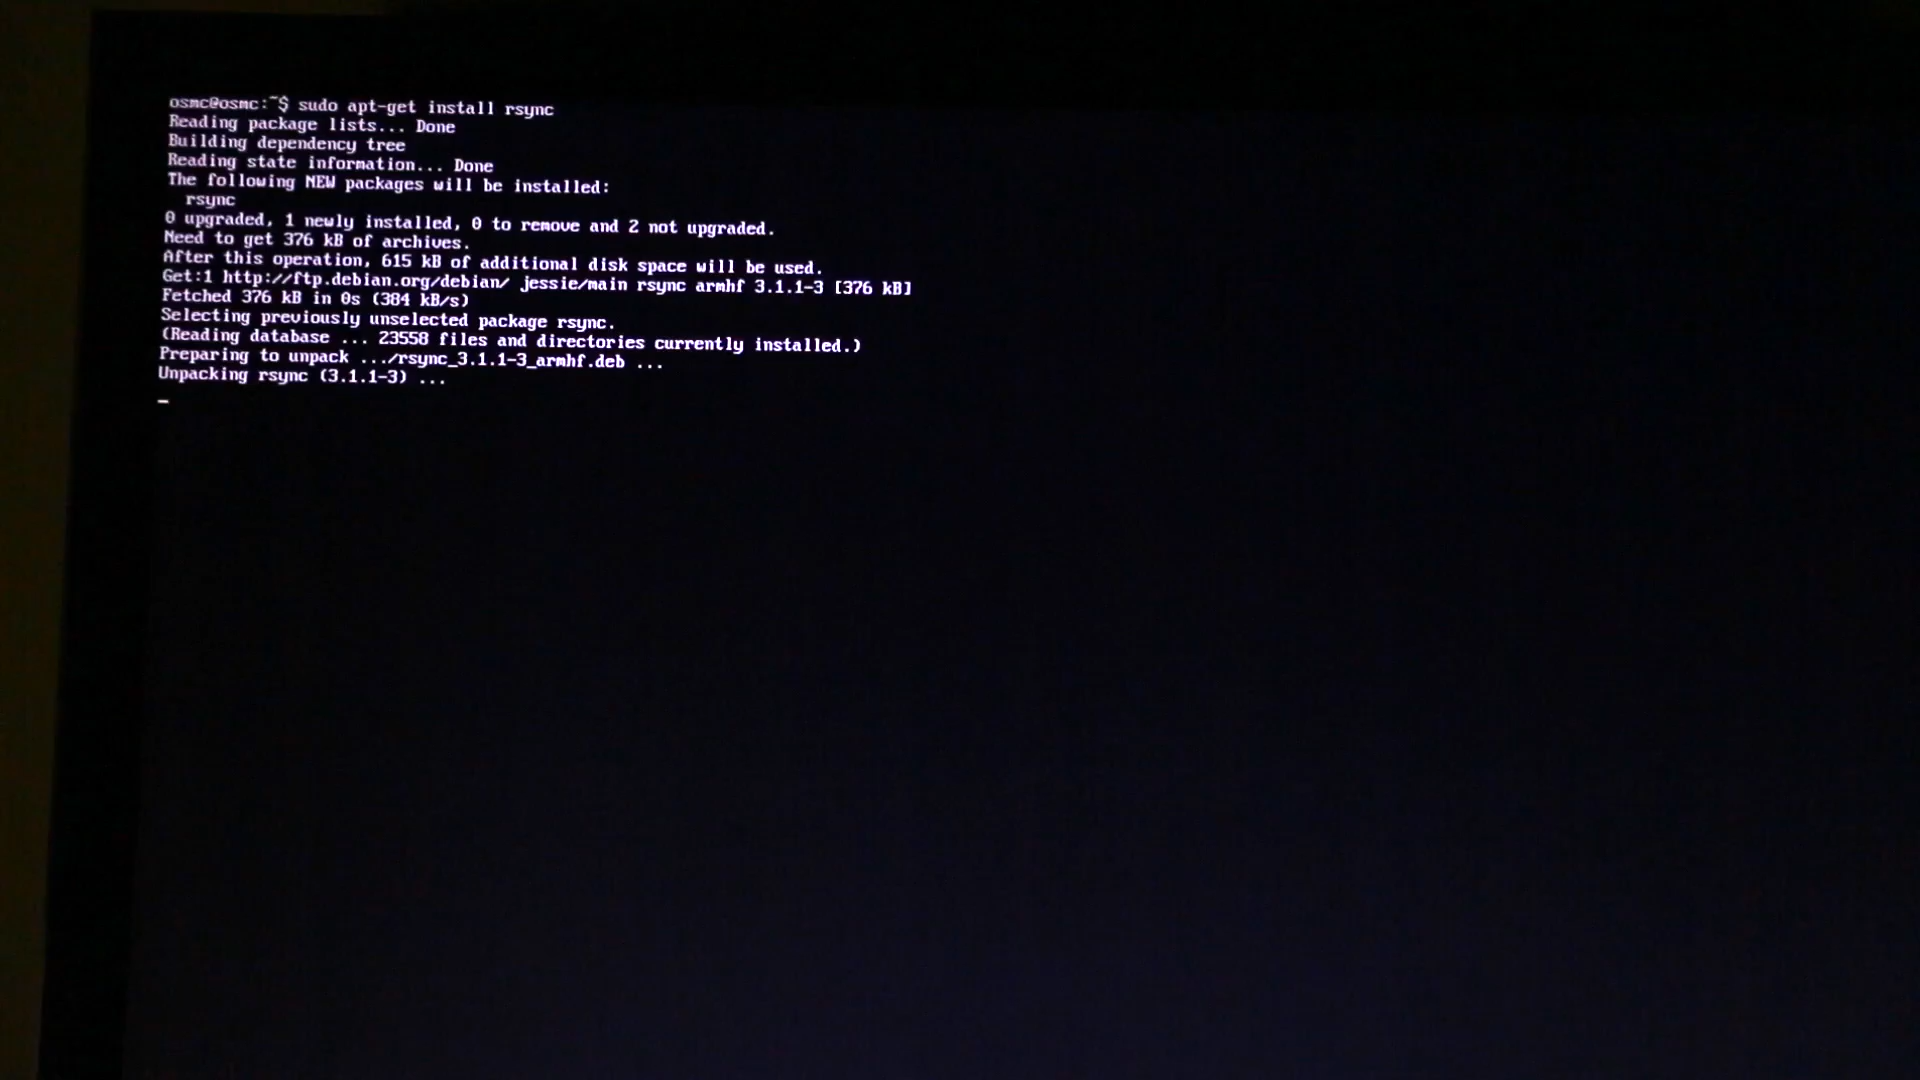 osmc@osmc:~$ sudo apt-get install rsync
Reading package lists... Done
Building dependency tree
Reading state information... Done
The following NEW packages will be installed:
  rsync
0 upgraded, 1 newly installed, 0 to remove and 2 not upgraded.
Need to get 376 kB of archives.
After this operation, 615 kB of additional disk space will be used.
Get:1 http://ftp.debian.org/debian/ jessie/main rsync armhf 3.1.1-3 [376 kB]
Fetched 376 kB in 0s (384 kB/s)
Selecting previously unselected package rsync.
(Reading database ... 23558 files and directories currently installed.)
Preparing to unpack .../rsync_3.1.1-3_armhf.deb ...
Unpacking rsync (3.1.1-3) ...